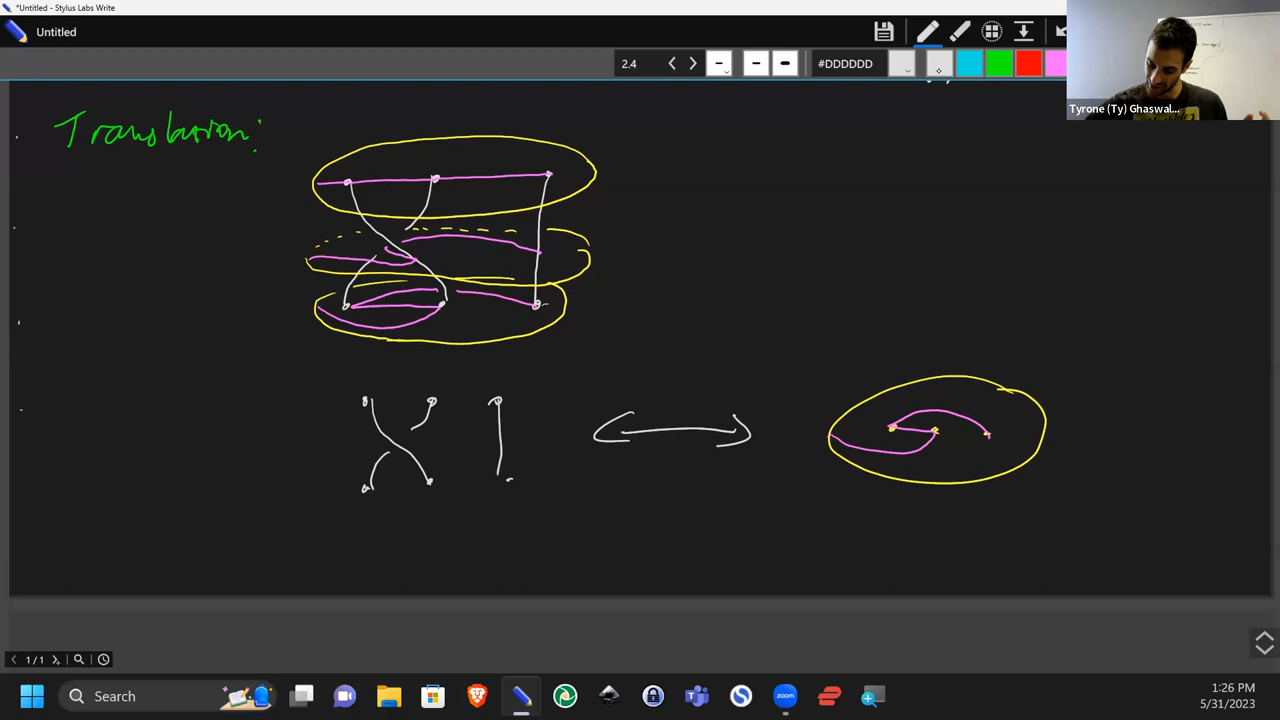 *Untitled - Stylus Labs Write
Untitled
2.4
#DDDDDD
Tyrone (Ty) Ghaswal...
Translation:
1/1
Search
1:26 PM
5/31/2023